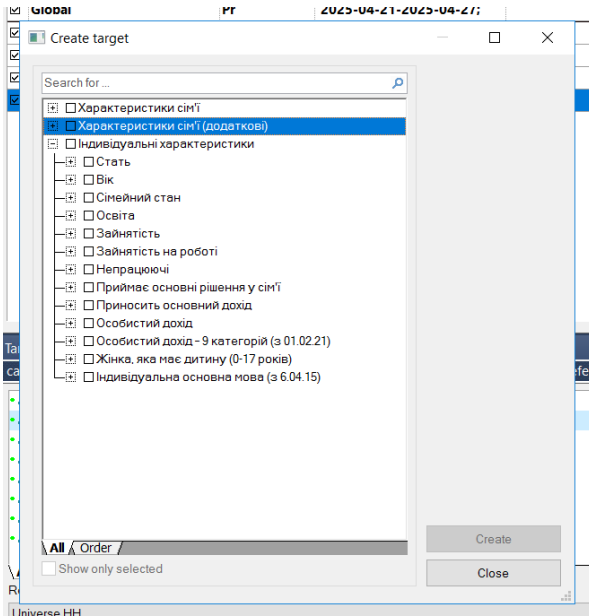 Global Pr 2025-04-21-2025-04-27;
Create target
Search for ...
Характеристики сім'ї
Характеристики сім'ї (додаткові)
Індивідуальні характеристики
Стать
Вік
Сімейний стан
Освіта
Зайнятість
Зайнятість на роботі
Непрацюючі
Приймає основні рішення у сім'ї
Приносить основний дохід
Особистий дохід
Особистий дохід - 9 категорій (з 01.02.21)
Жінка, яка має дитину (0-17 років)
Індивідуальна основна мова (з 6.04.15)
All Order
Create
Show only selected
Close
Universe HH